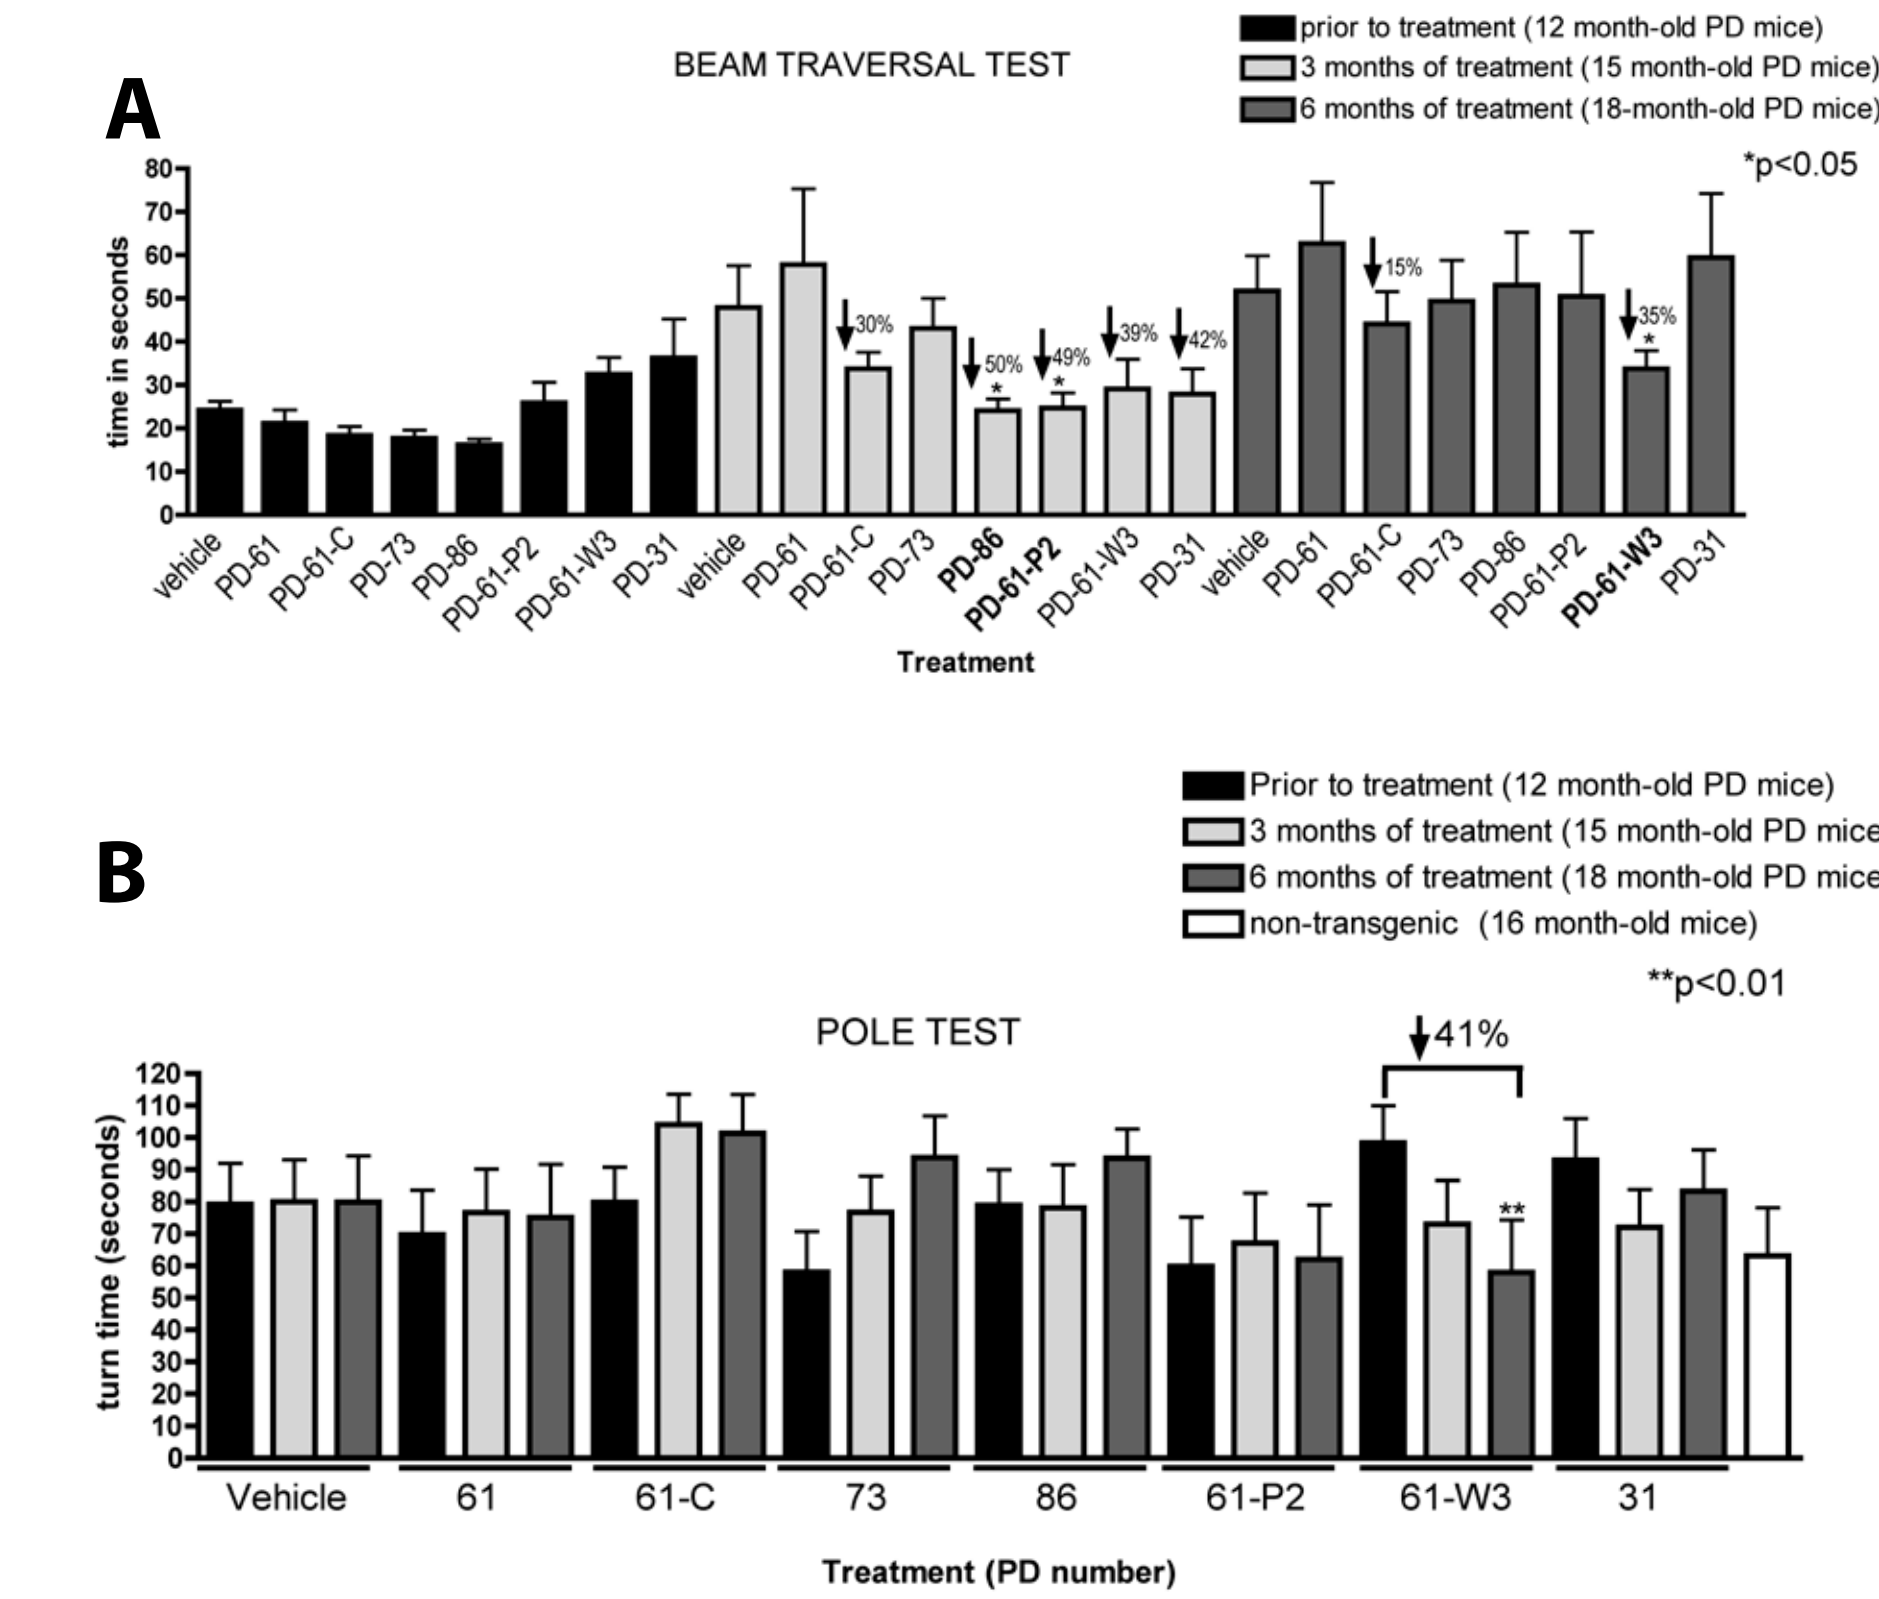 prior to treatment (12 month-old PD mice)
BEAM TRAVERSAL TEST
3 months of treatment (15 month-old PD mice)
A
6 months of treatment (18-month-old PD mice)
*p<0.05
time in seconds
80
70
60
50
40
30
20
10
0
30%
50%
*
49%
*
39%
42%
15%
35%
*
vehicle
PD-61
PD-61-C
PD-73
PD-86
PD-61-P2
PD-61-W3
PD-31
vehicle
PD-61
PD-61-C
PD-73
PD-86
PD-61-P2
PD-61-W3
PD-31
vehicle
PD-61
PD-61-C
PD-73
PD-86
PD-61-P2
PD-61-W3
PD-31
Treatment
Prior to treatment (12 month-old PD mice)
3 months of treatment (15 month-old PD mice
B
6 months of treatment (18 month-old PD mice
non-transgenic (16 month-old mice)
**p<0.01
POLE TEST
41%
turn time (seconds)
120
110
100
90
80
70
60
50
40
30
20
10
0
**
Vehicle 61 61-C 73 86 61-P2 61-W3 31
Treatment (PD number)